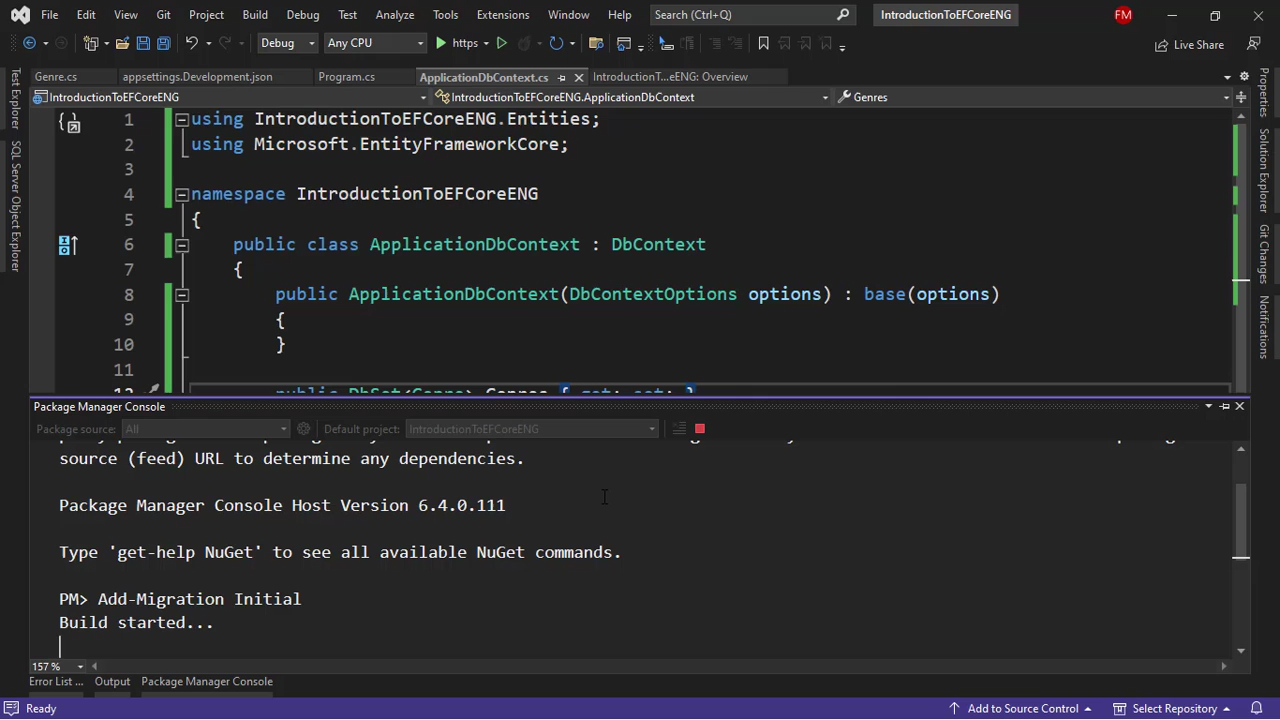 File Edit View Git Project Build Debug Test Analyze Tools Extensions Window Help Search (Ctrl+Q) IntroductionToEFCoreENG FM
Debug Any CPU https Live Share
Genre.cs appsettings.Development.json Program.cs ApplicationDbContext.cs IntroductionT...eENG: Overview
IntroductionToEFCoreENG IntroductionToEFCoreENG.ApplicationDbContext Genres
Test Explorer
SQL Server Object Explorer
Properties
Solution Explorer
Git Changes
Notifications
1 using IntroductionToEFCoreENG.Entities;
2 using Microsoft.EntityFrameworkCore;
3
4 namespace IntroductionToEFCoreENG
5 {
6 public class ApplicationDbContext : DbContext
7 {
8 public ApplicationDbContext(DbContextOptions options) : base(options)
9 {
10 }
11
12 public DbSet<Genre> Genres { get; set; }
Package Manager Console
Package source: All Default project: IntroductionToEFCoreENG
source (feed) URL to determine any dependencies.
Package Manager Console Host Version 6.4.0.111
Type 'get-help NuGet' to see all available NuGet commands.
PM> Add-Migration Initial
Build started...
157 %
Error List ... Output Package Manager Console
Ready Add to Source Control Select Repository